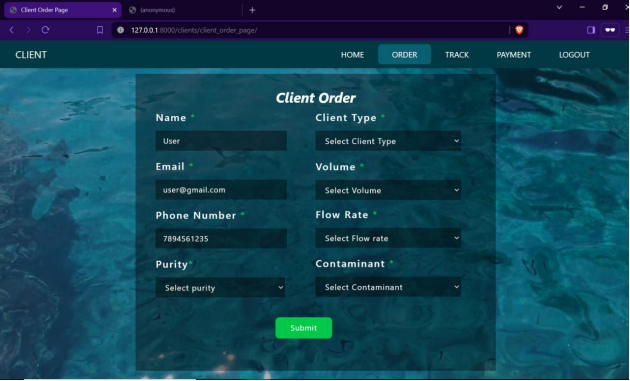 Client Order Page
(anonymous)
127.0.0.1:8000/clients/client_order_page/
CLIENT
HOME ORDER TRACK PAYMENT LOGOUT
Client Order
Name * Client Type *
User Select Client Type
Email * Volume *
user@gmail.com Select Volume
Phone Number * Flow Rate *
7894561235 Select Flow rate
Purity* Contaminant *
Select purity Select Contaminant
Submit